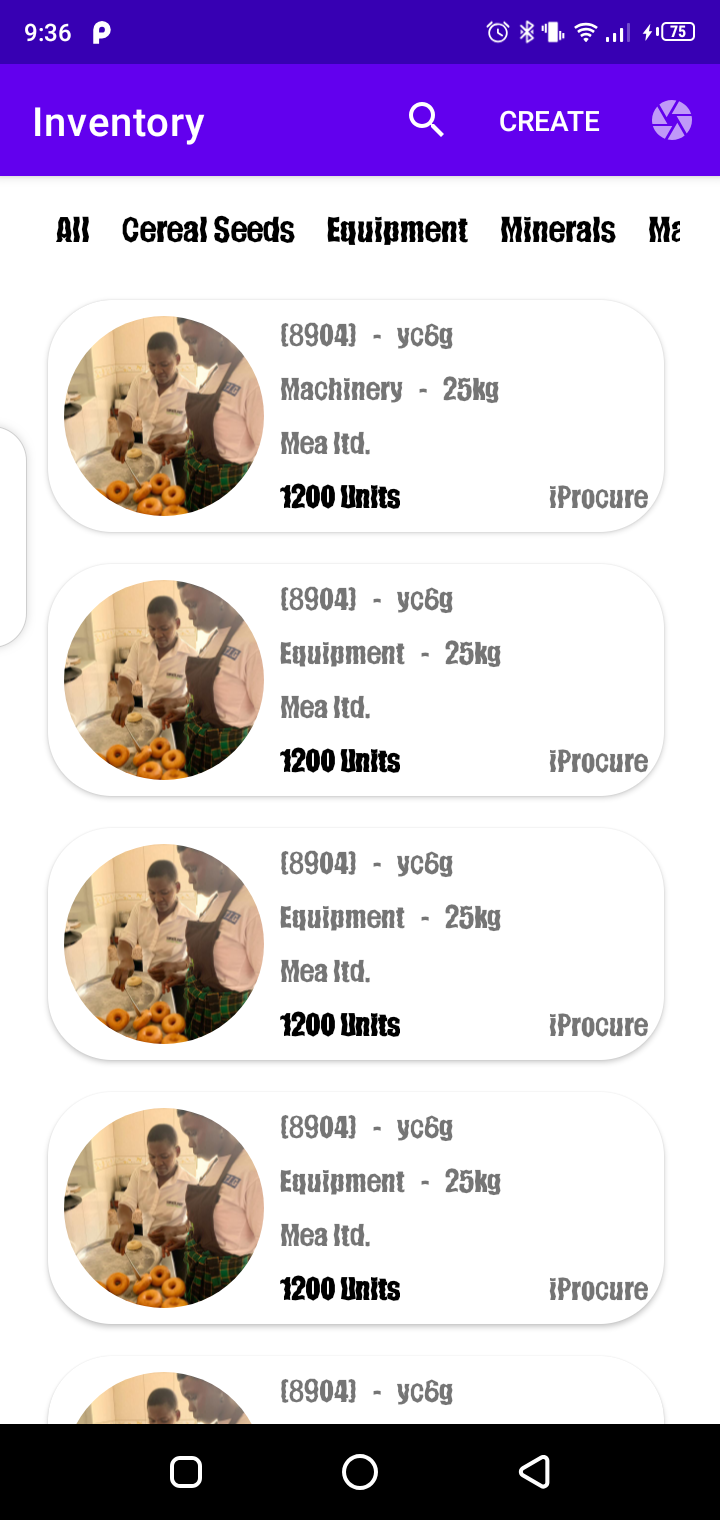 9:36
75
Inventory CREATE
All Cereal Seeds Equipment Minerals Ma
(8904) - yc6g
Machinery - 25kg
Mea ltd.
1200 Units iProcure
(8904) - yc6g
Equipment - 25kg
Mea ltd.
1200 Units iProcure
(8904) - yc6g
Equipment - 25kg
Mea ltd.
1200 Units iProcure
(8904) - yc6g
Equipment - 25kg
Mea ltd.
1200 Units iProcure
(8904) - yc6g